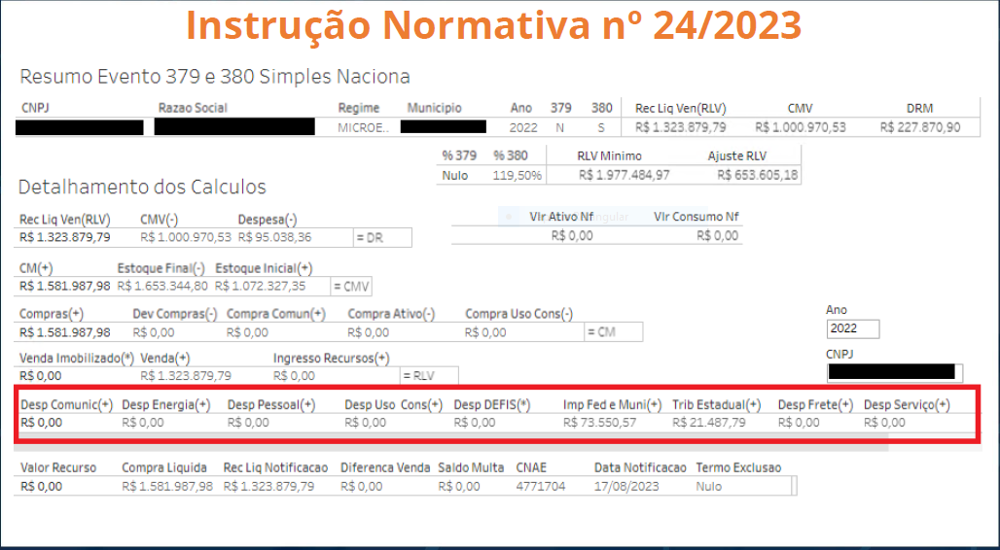 Instrução Normativa nº 24/2023
Resumo Evento 379 e 380 Simples Naciona
CNPJ Razao Social Regime Municipio Ano 379 380 Rec Liq Ven(RLV) CMV DRM
MICROE.. 2022 N S R$ 1.323.879,79 R$ 1.000.970,53 R$ 227.870,90
% 379 % 380 RLV Minimo Ajuste RLV
Nulo 119,50% R$ 1.977.484,97 R$ 653.605,18
Detalhamento dos Calculos
Rec Liq Ven(RLV) CMV(-) Despesa(-)
R$ 1.323.879,79 R$ 1.000.970,53 R$ 95.038,36 = DR
Vlr Ativo Nf Vlr Consumo Nf
R$ 0,00 R$ 0,00
CM(+) Estoque Final(-) Estoque Inicial(+)
R$ 1.581.987,98 R$ 1.653.344,80 R$ 1.072.327,35 = CMV
Compras(+) Dev Compras(-) Compra Comun(+) Compra Ativo(-) Compra Uso Cons(-)
R$ 1.581.987,98 R$ 0,00 R$ 0,00 R$ 0,00 R$ 0,00 = CM
Ano
2022
CNPJ
Venda Imobilizado(*) Venda(+) Ingresso Recursos(+)
R$ 0,00 R$ 1.323.879,79 R$ 0,00 = RLV
Desp Comunic(+) Desp Energia(+) Desp Pessoal(+) Desp Uso Cons(+) Desp DEFIS(*) Imp Fed e Muni(+) Trib Estadual(+) Desp Frete(+) Desp Serviço(+)
R$ 0,00 R$ 0,00 R$ 0,00 R$ 0,00 R$ 0,00 R$ 73.550,57 R$ 21.487,79 R$ 0,00 R$ 0,00
Valor Recurso Compra Liquida Rec Liq Notificacao Diferenca Venda Saldo Multa CNAE Data Notificacao Termo Exclusao
R$ 0,00 R$ 1.581.987,98 R$ 1.323.879,79 R$ 0,00 R$ 0,00 4771704 17/08/2023 Nulo